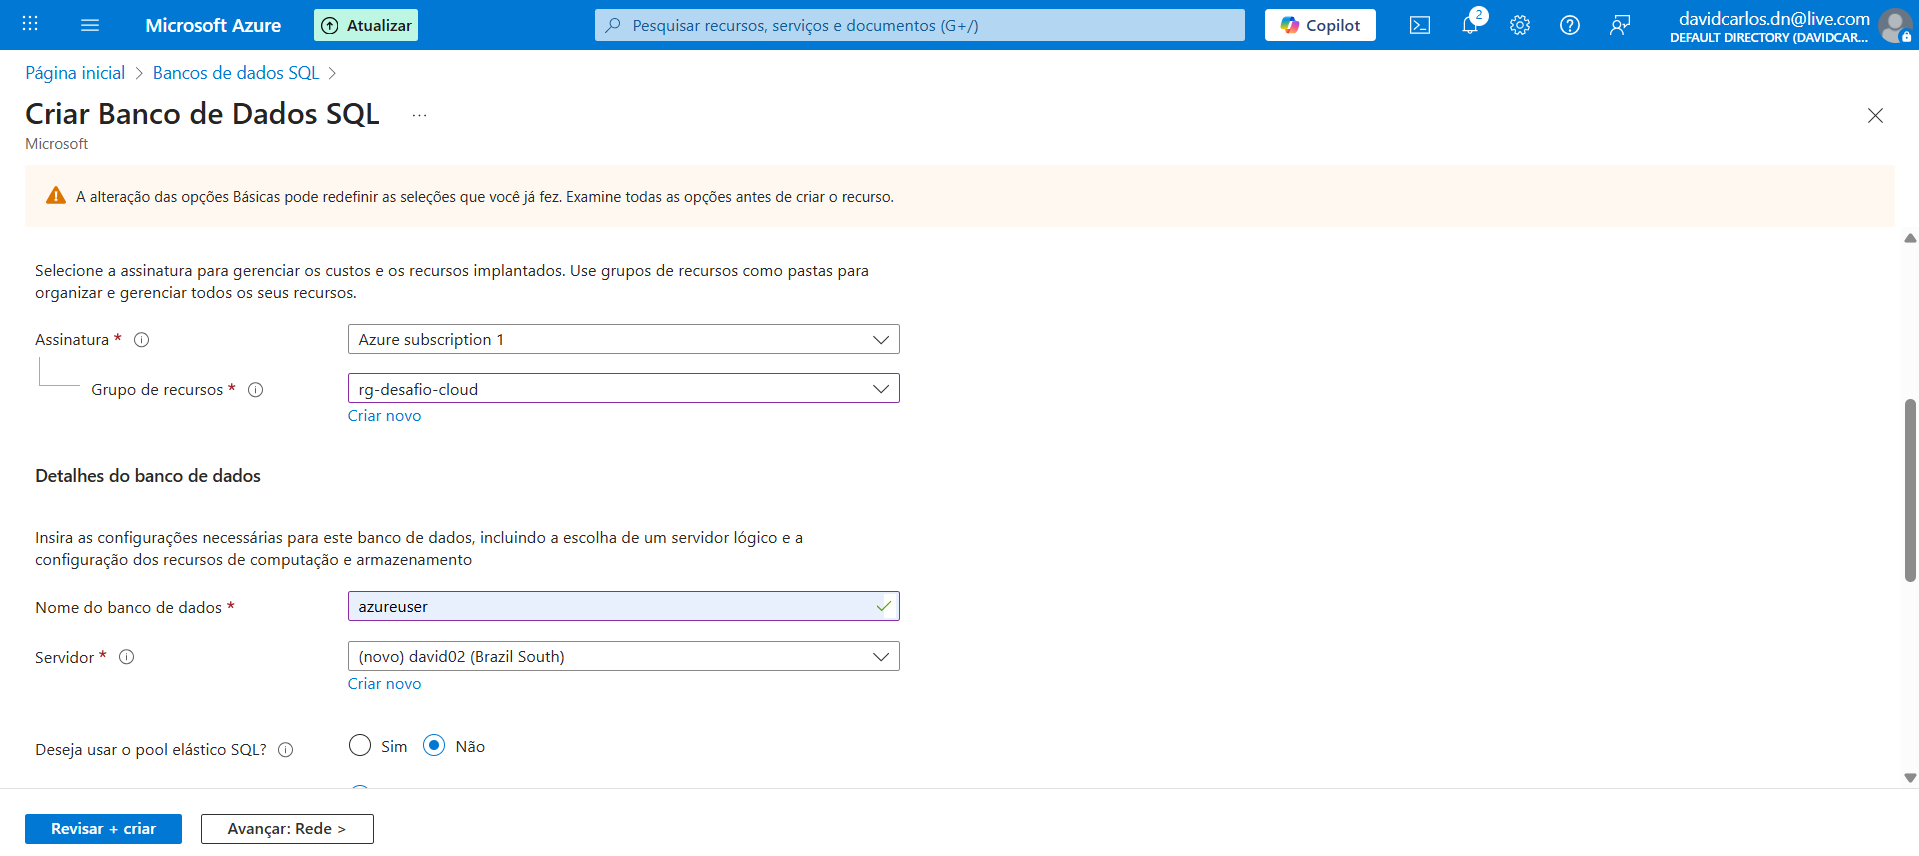 Microsoft Azure
Atualizar
Pesquisar recursos, serviços e documentos (G+/)
Copilot
2
davidcarlos.dn@live.com
DEFAULT DIRECTORY (DAVIDCAR...
Página inicial > Bancos de dados SQL >
Criar Banco de Dados SQL ...
Microsoft
A alteração das opções Básicas pode redefinir as seleções que você já fez. Examine todas as opções antes de criar o recurso.
Selecione a assinatura para gerenciar os custos e os recursos implantados. Use grupos de recursos como pastas para
organizar e gerenciar todos os seus recursos.
Assinatura *
Azure subscription 1
Grupo de recursos *
rg-desafio-cloud
Criar novo
Detalhes do banco de dados
Insira as configurações necessárias para este banco de dados, incluindo a escolha de um servidor lógico e a
configuração dos recursos de computação e armazenamento
Nome do banco de dados *
azureuser
Servidor *
(novo) david02 (Brazil South)
Criar novo
Deseja usar o pool elástico SQL?
Sim
Não
Revisar + criar
Avançar: Rede >